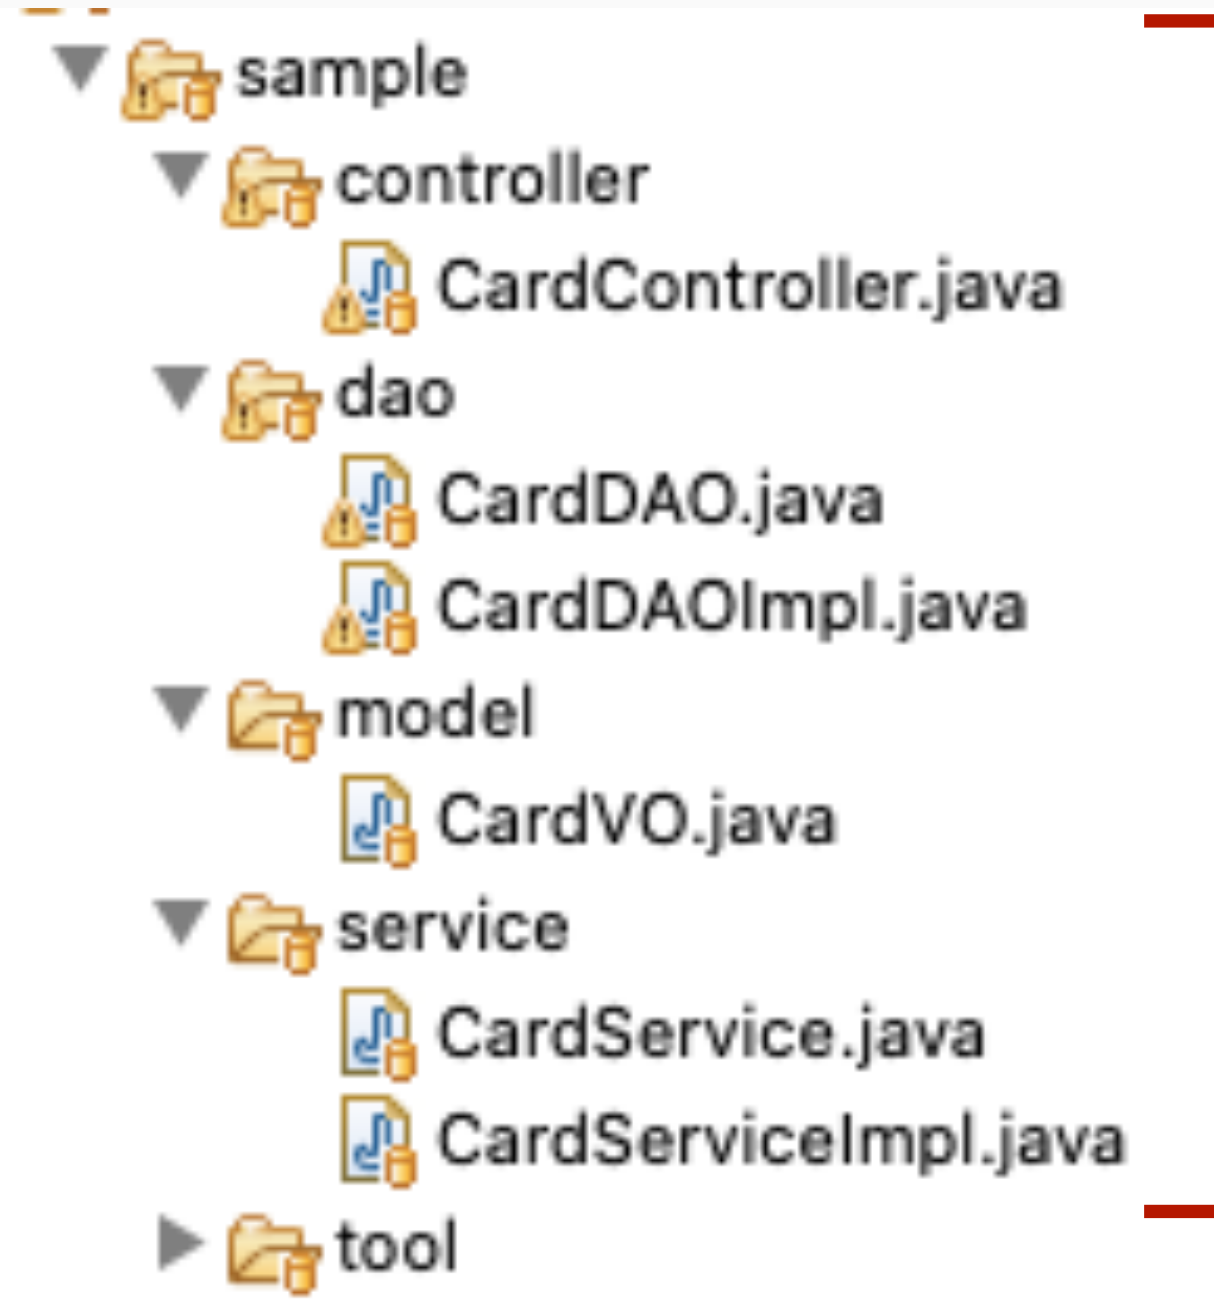 sample
controller
CardController.java
dao
CardDAO.java
CardDAOImpl.java
model
CardVO.java
service
CardService.java
CardServiceImpl.java
tool